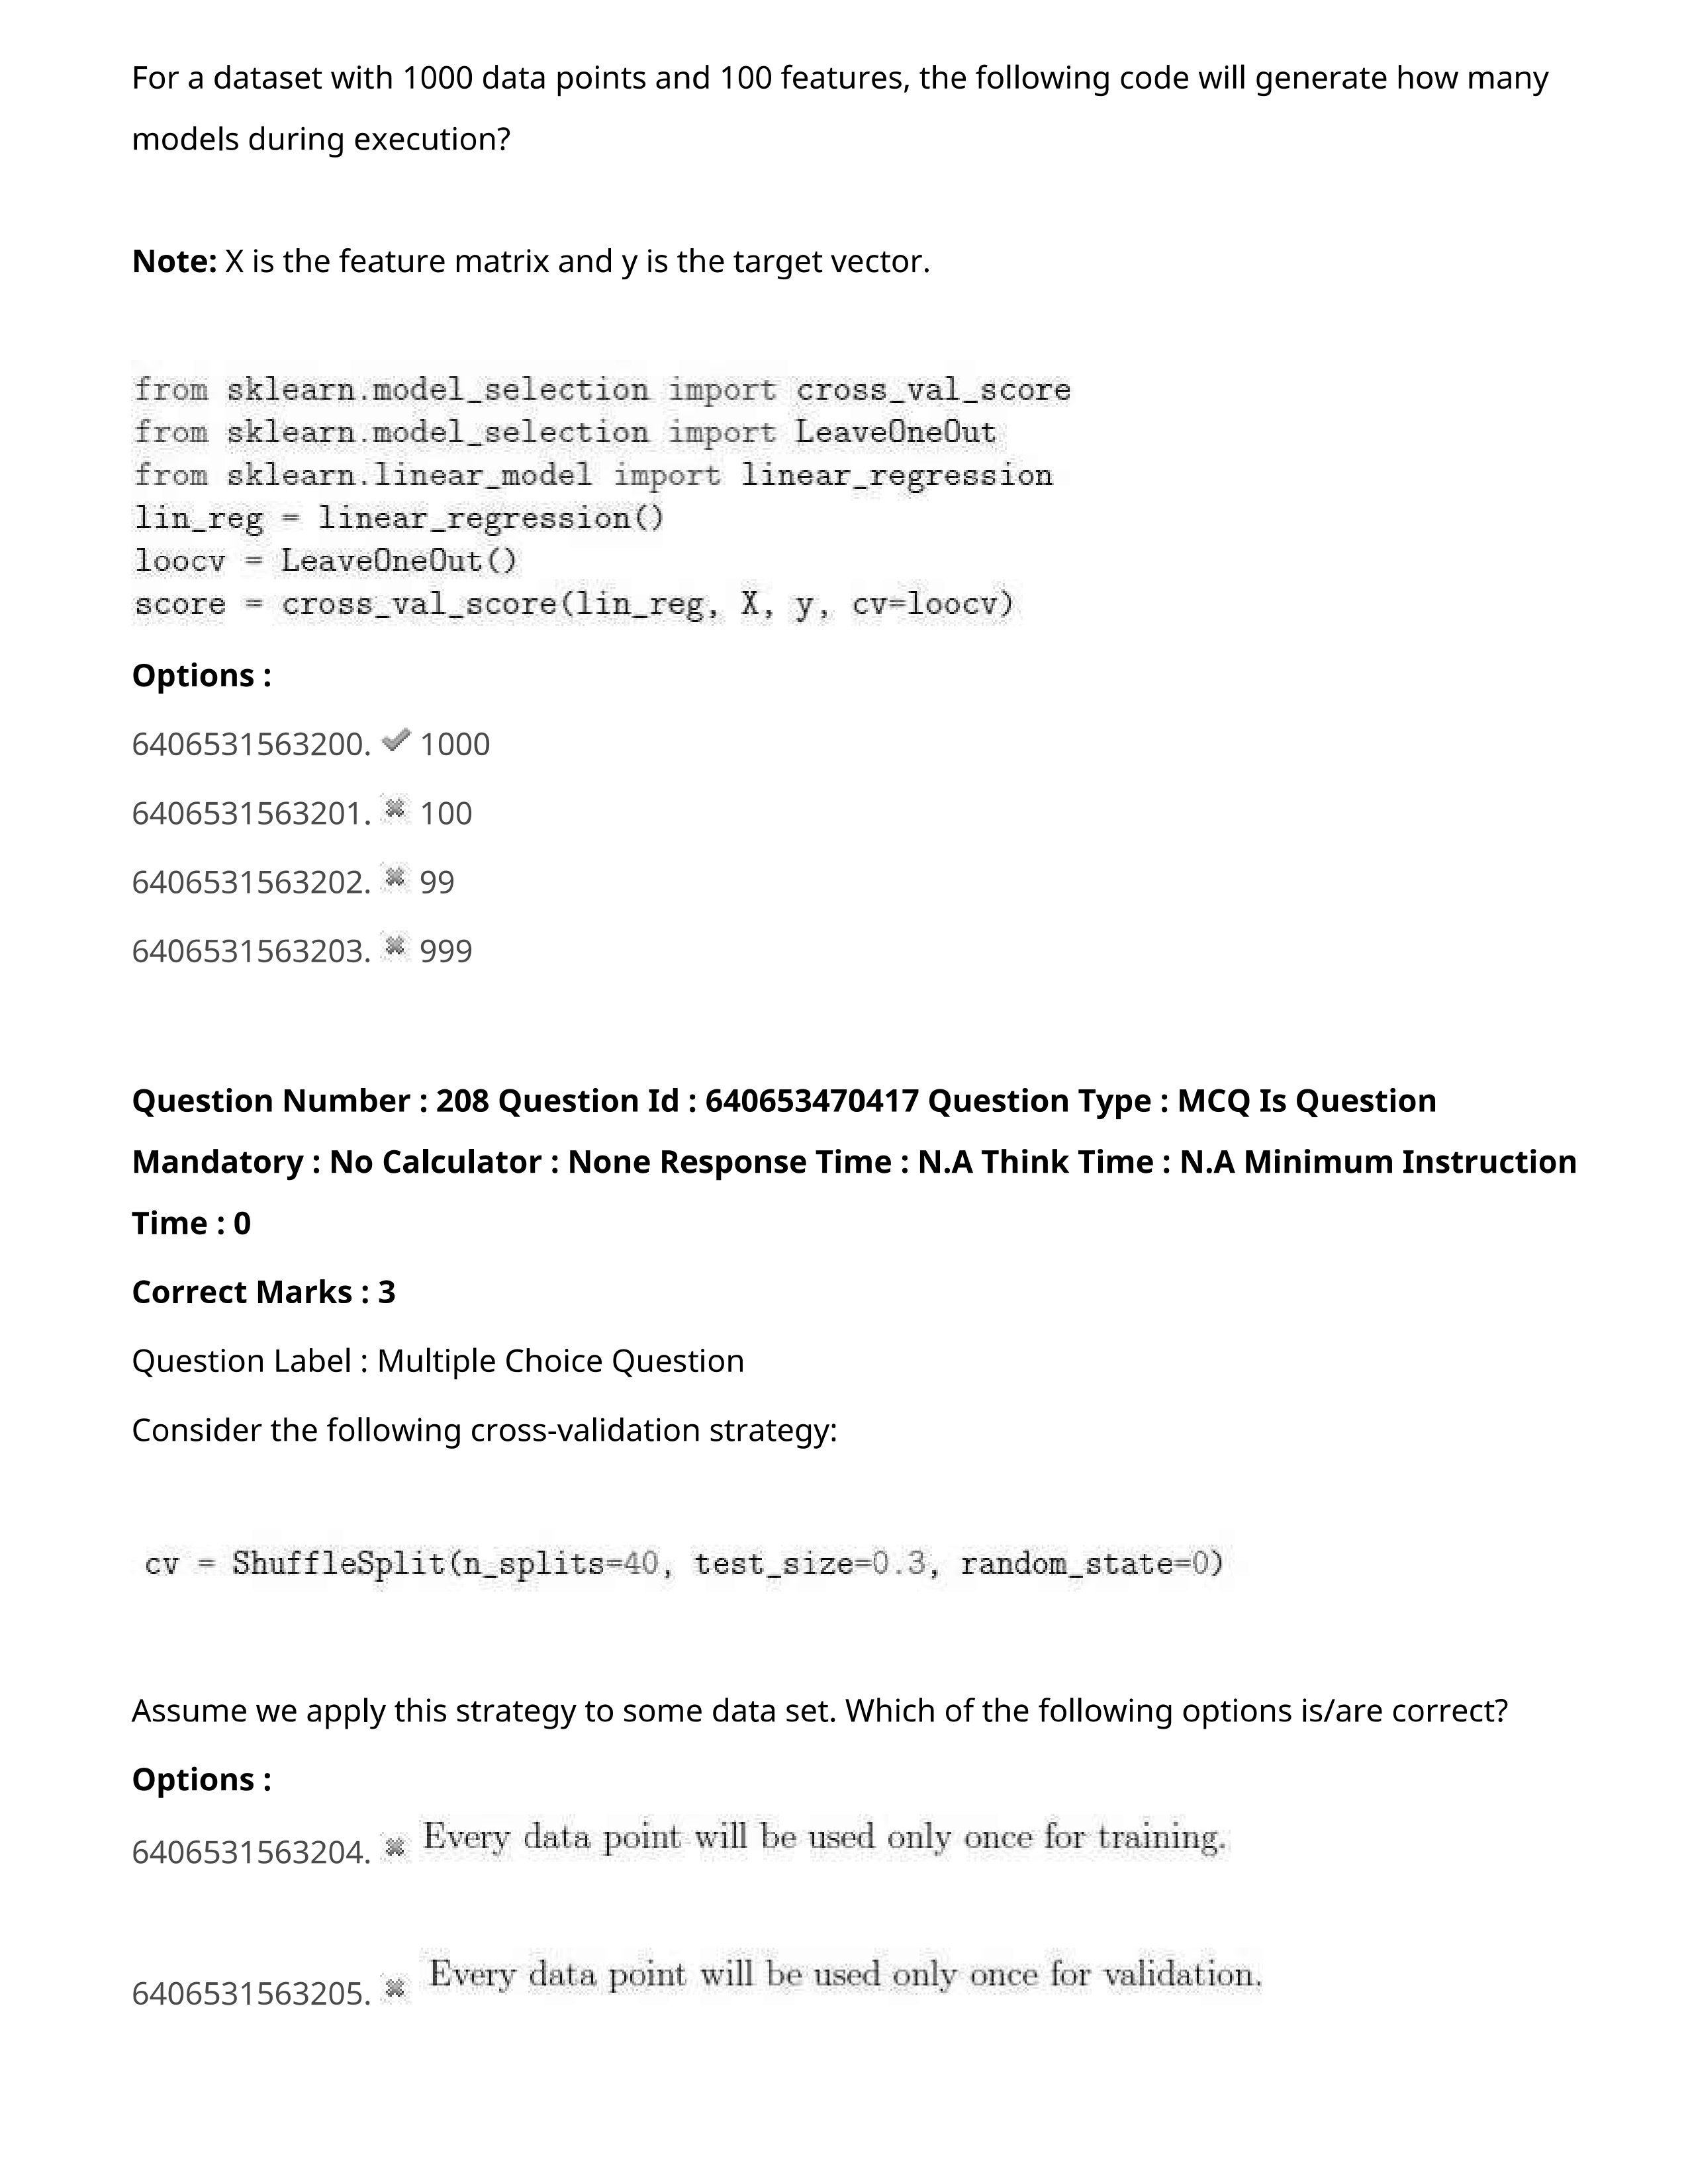 For a dataset with 1000 data points and 100 features, the following code will generate how many
models during execution?
Note: X is the feature matrix and y is the target vector.
from sklearn.model_selection import cross_val_score
from sklearn.model_selection import LeaveOneOut
from sklearn.linear_model import linear_regression
lin_reg = linear_regression()
loocv = LeaveOneOut()
score = cross_val_score(lin_reg, X, y, cv=loocv)
Options :
6406531563200. ✔ 1000
6406531563201. ✖ 100
6406531563202. ✖ 99
6406531563203. ✖ 999
Question Number : 208 Question Id : 640653470417 Question Type : MCQ Is Question
Mandatory : No Calculator : None Response Time : N.A Think Time : N.A Minimum Instruction
Time : 0
Correct Marks : 3
Question Label : Multiple Choice Question
Consider the following cross-validation strategy:
cv = ShuffleSplit(n_splits=40, test_size=0.3, random_state=0)
Assume we apply this strategy to some data set. Which of the following options is/are correct?
Options :
6406531563204. ✖ Every data point will be used only once for training.
6406531563205. ✖ Every data point will be used only once for validation.